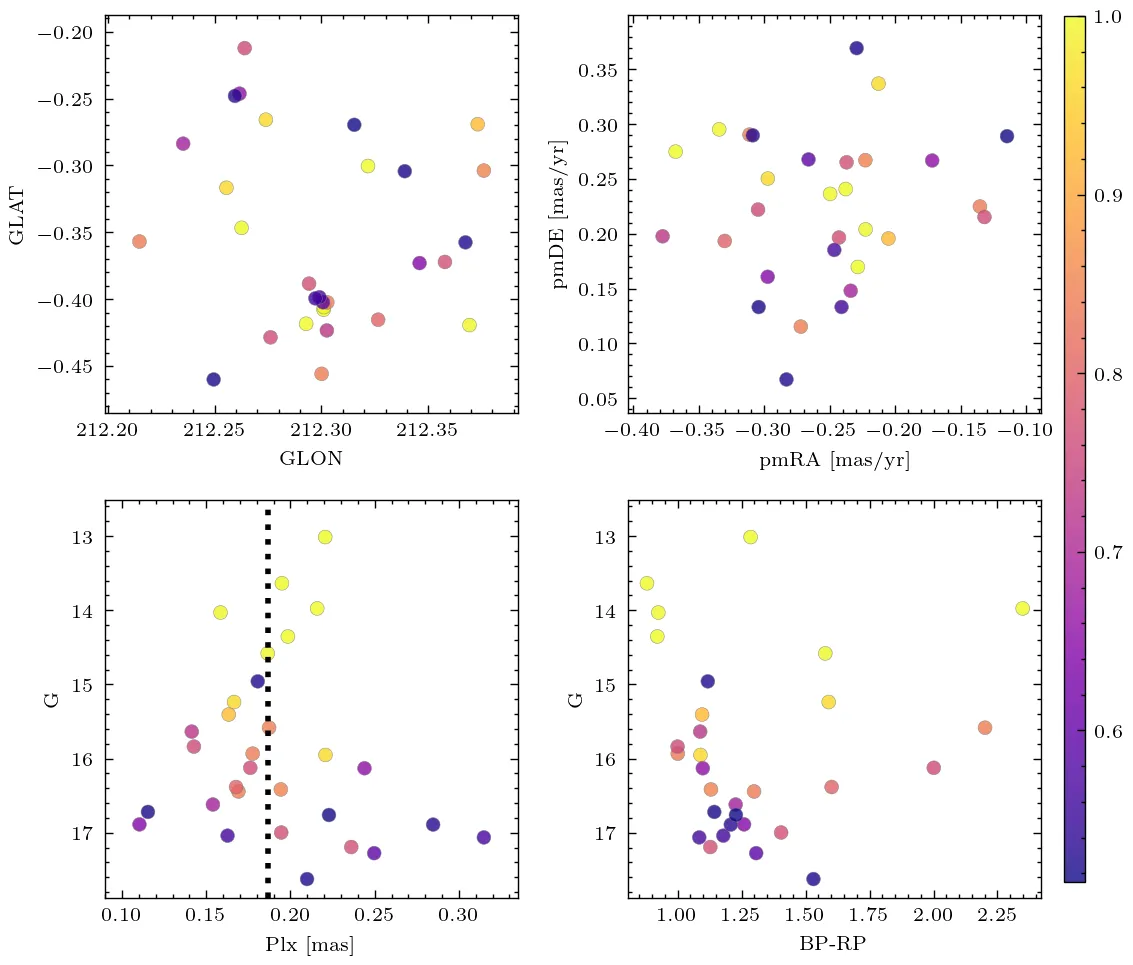 −0.20
−0.25
−0.30
−0.35
−0.40
−0.45
GLAT
212.20 212.25 212.30 212.35
GLON
0.35
0.30
0.25
0.20
0.15
0.10
0.05
pmDE [mas/yr]
−0.40 −0.35 −0.30 −0.25 −0.20 −0.15 −0.10
pmRA [mas/yr]
1.0
0.9
0.8
0.7
0.6
13
14
15
16
17
G
0.10 0.15 0.20 0.25 0.30
Plx [mas]
13
14
15
16
17
G
1.00 1.25 1.50 1.75 2.00 2.25
BP-RP